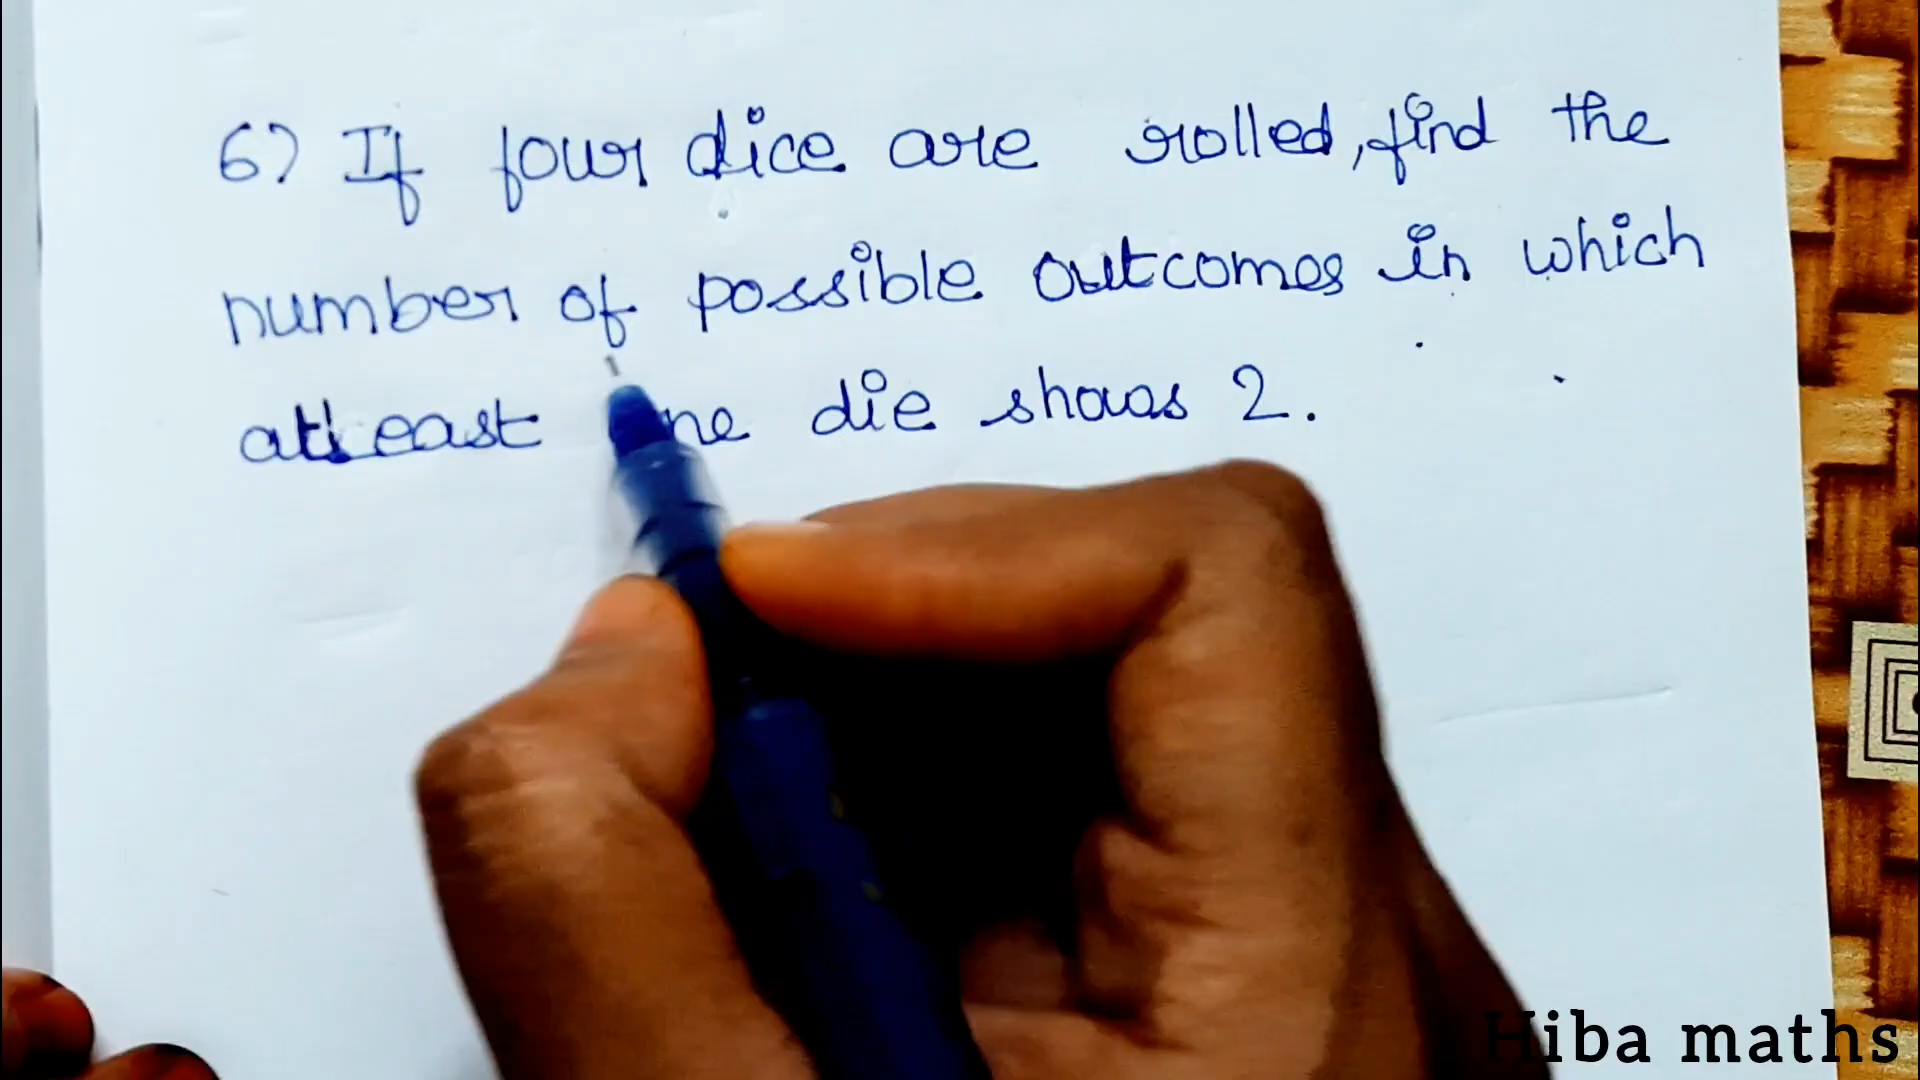 6) If four dice are rolled, find the
number of possible outcomes in which
atleast one die shows 2.
Hiba maths